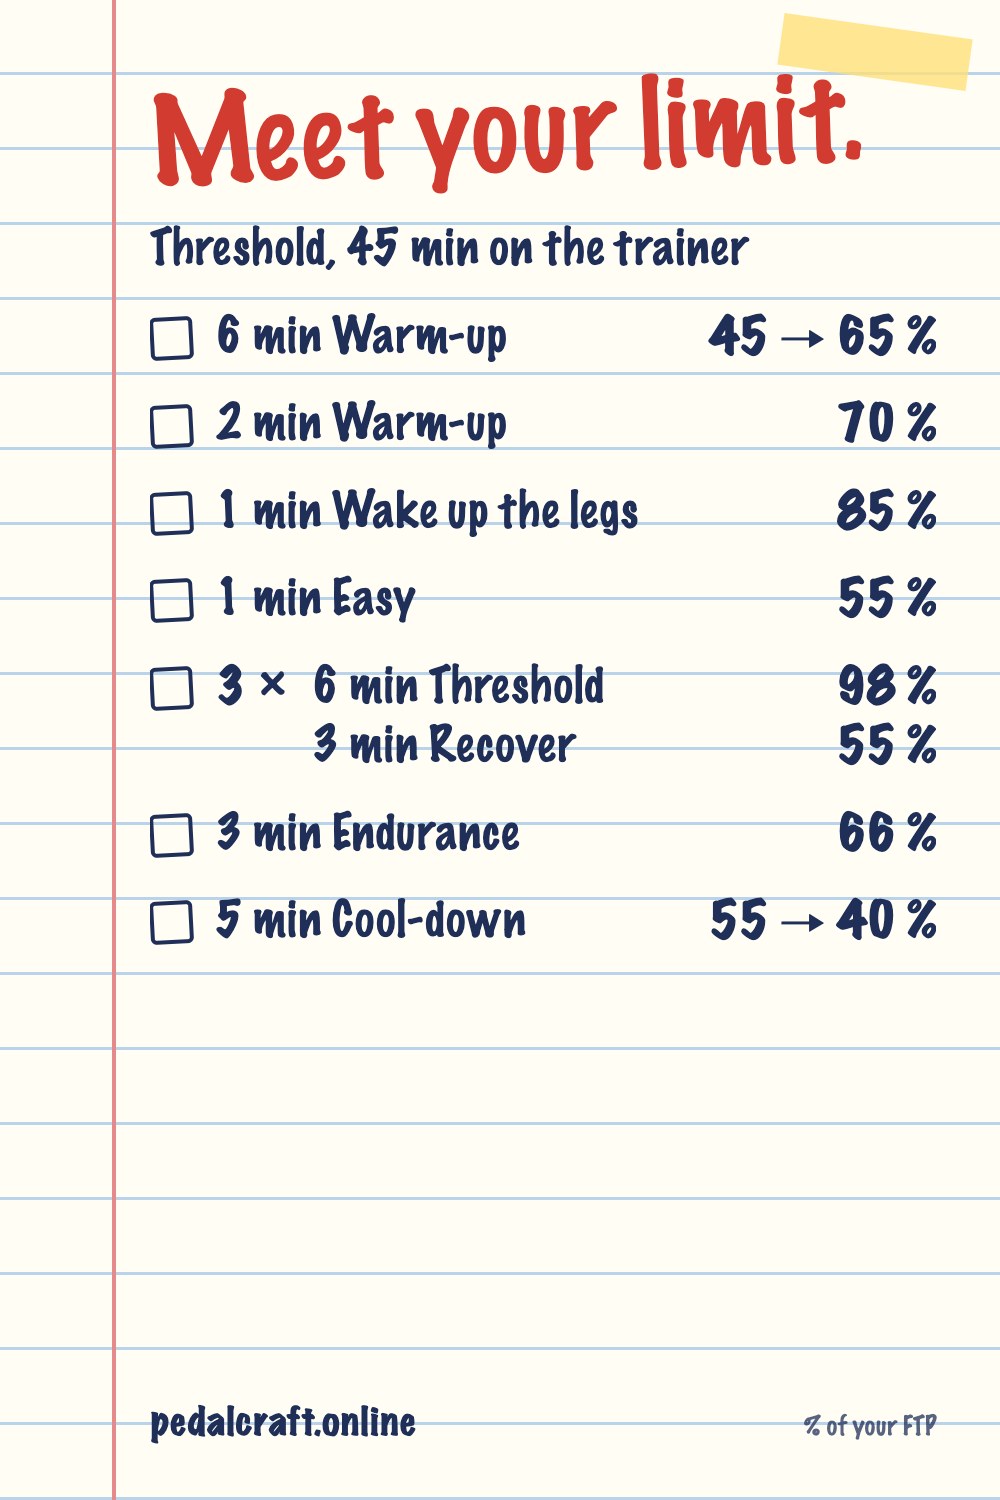 Meet your limit.
Threshold, 45 min on the trainer
6 min Warm-up 45 → 65 %
2 min Warm-up 70 %
1 min Wake up the legs 85 %
1 min Easy 55 %
3 × 6 min Threshold 98 %
3 min Recover 55 %
3 min Endurance 66 %
5 min Cool-down 55 → 40 %
pedalcraft.online % of your FTP